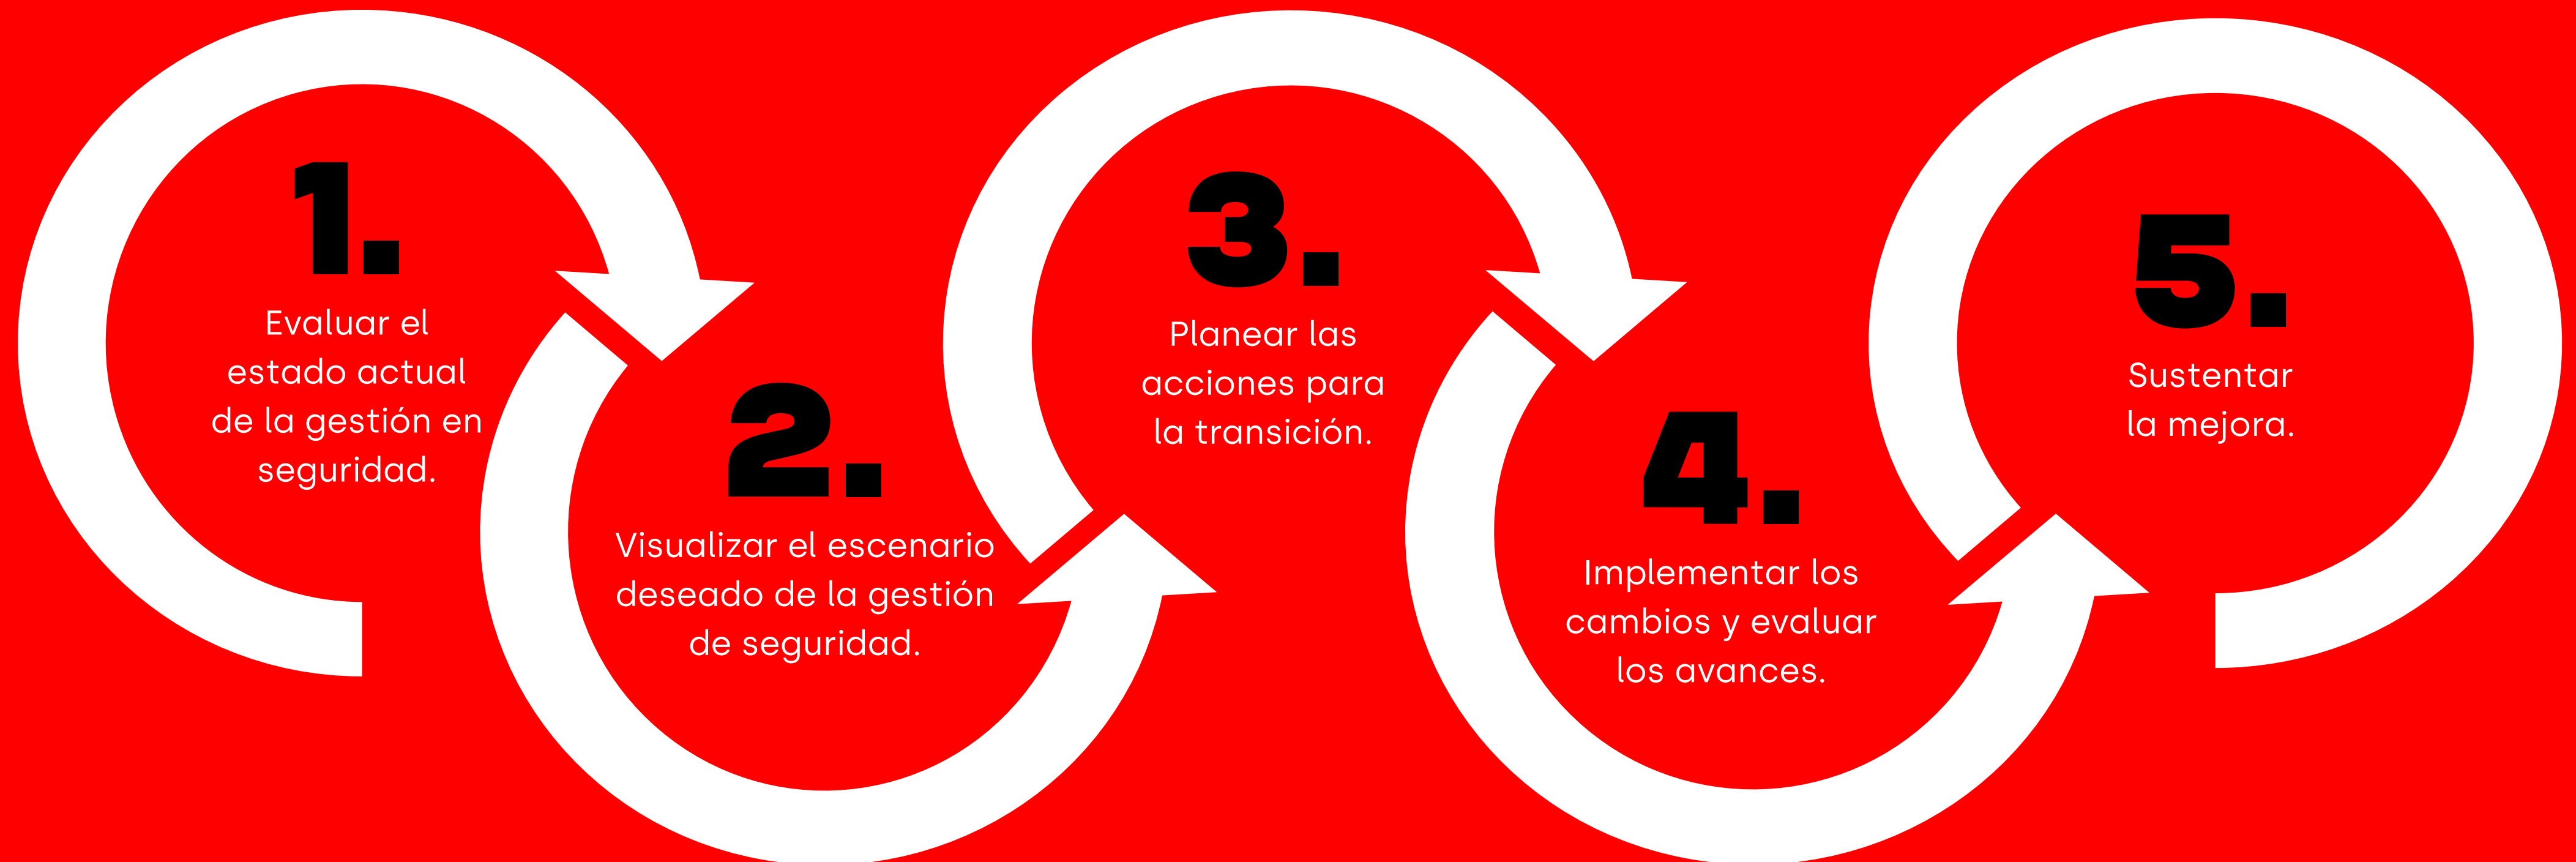 1.
Evaluar el
estado actual
de la gestión en
seguridad.
2.
Visualizar el escenario
deseado de la gestión
de seguridad.
3.
Planear las
acciones para
la transición.
4.
Implementar los
cambios y evaluar
los avances.
5.
Sustentar
la mejora.